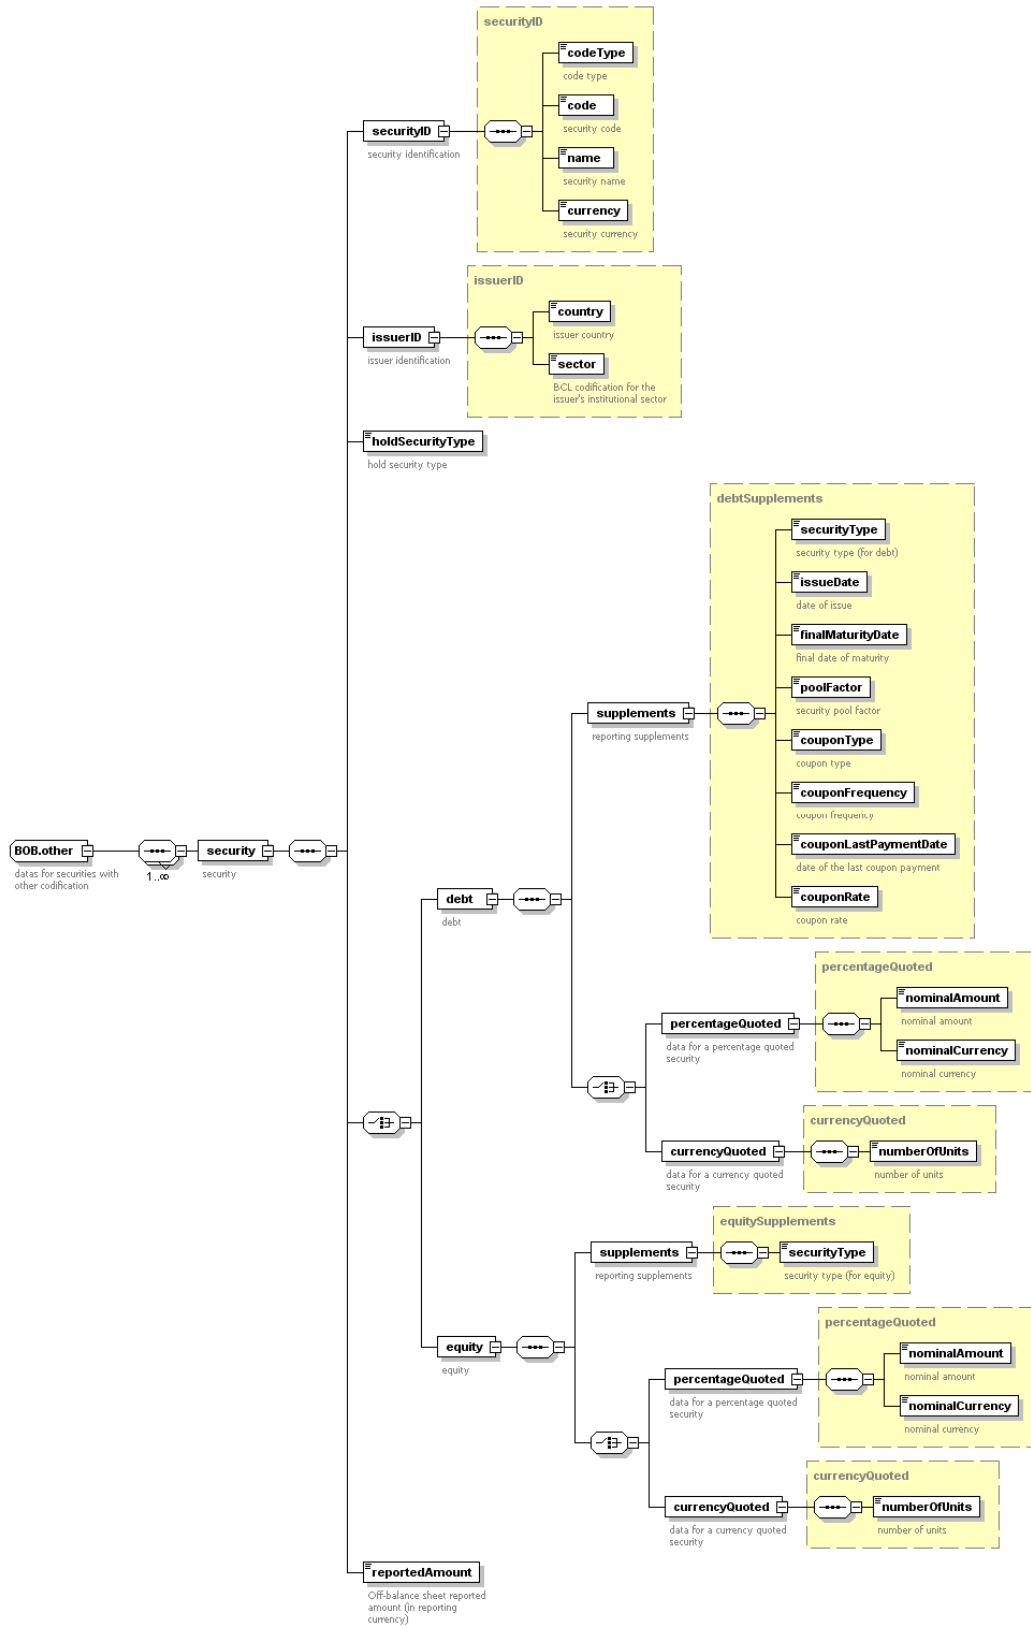 securityID
codeType
code type
code
security code
name
security name
currency
security currency
securityID
security identification
issuerID
country
issuer country
sector
BCL codification for the
issuer's institutional sector
issuerID
issuer identification
holdSecurityType
hold security type
debtSupplements
securityType
security type (for debt)
issueDate
date of issue
finalMaturityDate
final date of maturity
poolFactor
security pool factor
couponType
coupon type
couponFrequency
coupon frequency
couponLastPaymentDate
date of the last coupon payment
couponRate
coupon rate
supplements
reporting supplements
BOB.other
datas for securities with
other codification
1..∞
security
security
debt
debt
percentageQuoted
nominalAmount
nominal amount
nominalCurrency
nominal currency
percentageQuoted
data for a percentage quoted
security
currencyQuoted
numberOfUnits
number of units
currencyQuoted
data for a currency quoted
security
equitySupplements
securityType
security type (for equity)
supplements
reporting supplements
equity
equity
percentageQuoted
nominalAmount
nominal amount
nominalCurrency
nominal currency
percentageQuoted
data for a percentage quoted
security
currencyQuoted
numberOfUnits
number of units
currencyQuoted
data for a currency quoted
security
reportedAmount
Off-balance sheet reported
amount (in reporting
currency)